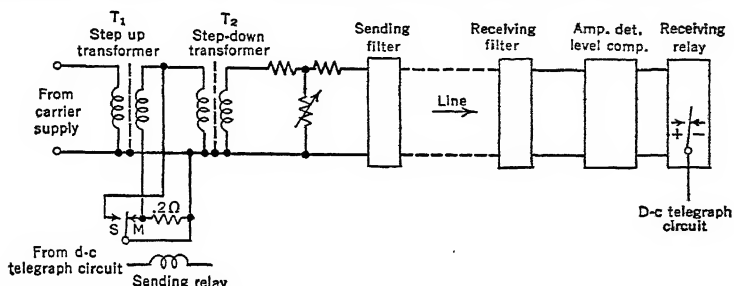 T₁
Step up
transformer
T₂
Step-down
transformer
Sending
filter
Receiving
filter
Amp. det.
level comp.
Receiving
relay
From
carrier
supply
Line
+ −
.2Ω
S M
D-c telegraph
circuit
From d-c
telegraph circuit
Sending relay